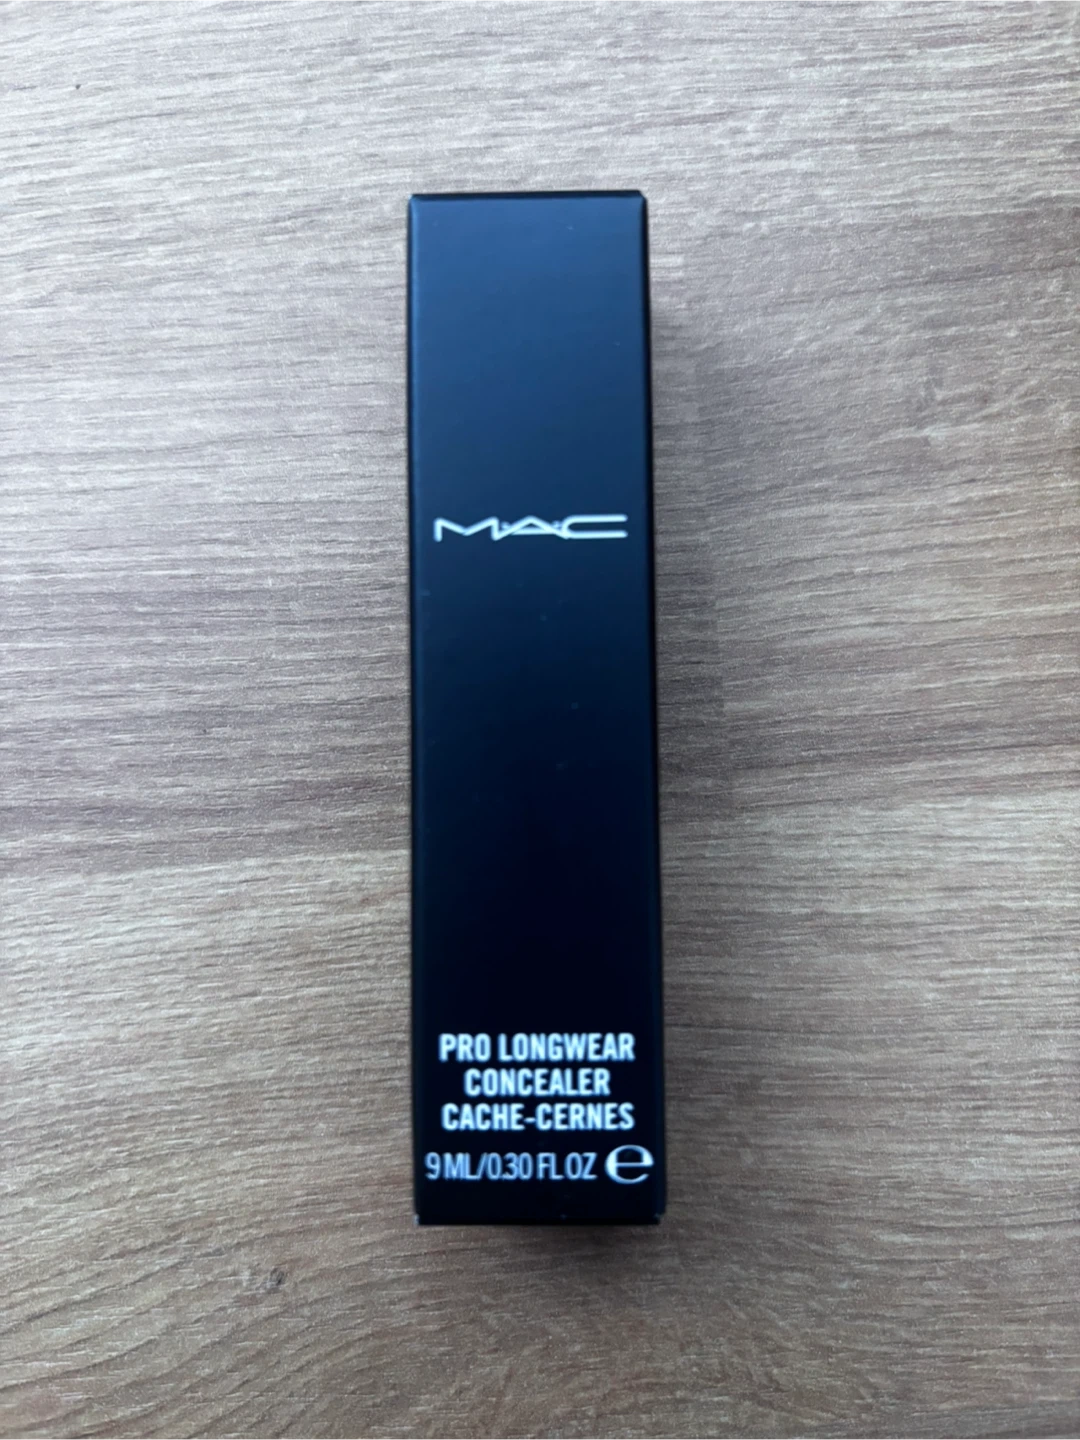 MAC
PRO LONGWEAR
CONCEALER
CACHE-CERNES
9 ML/0.30 FL OZ ℮